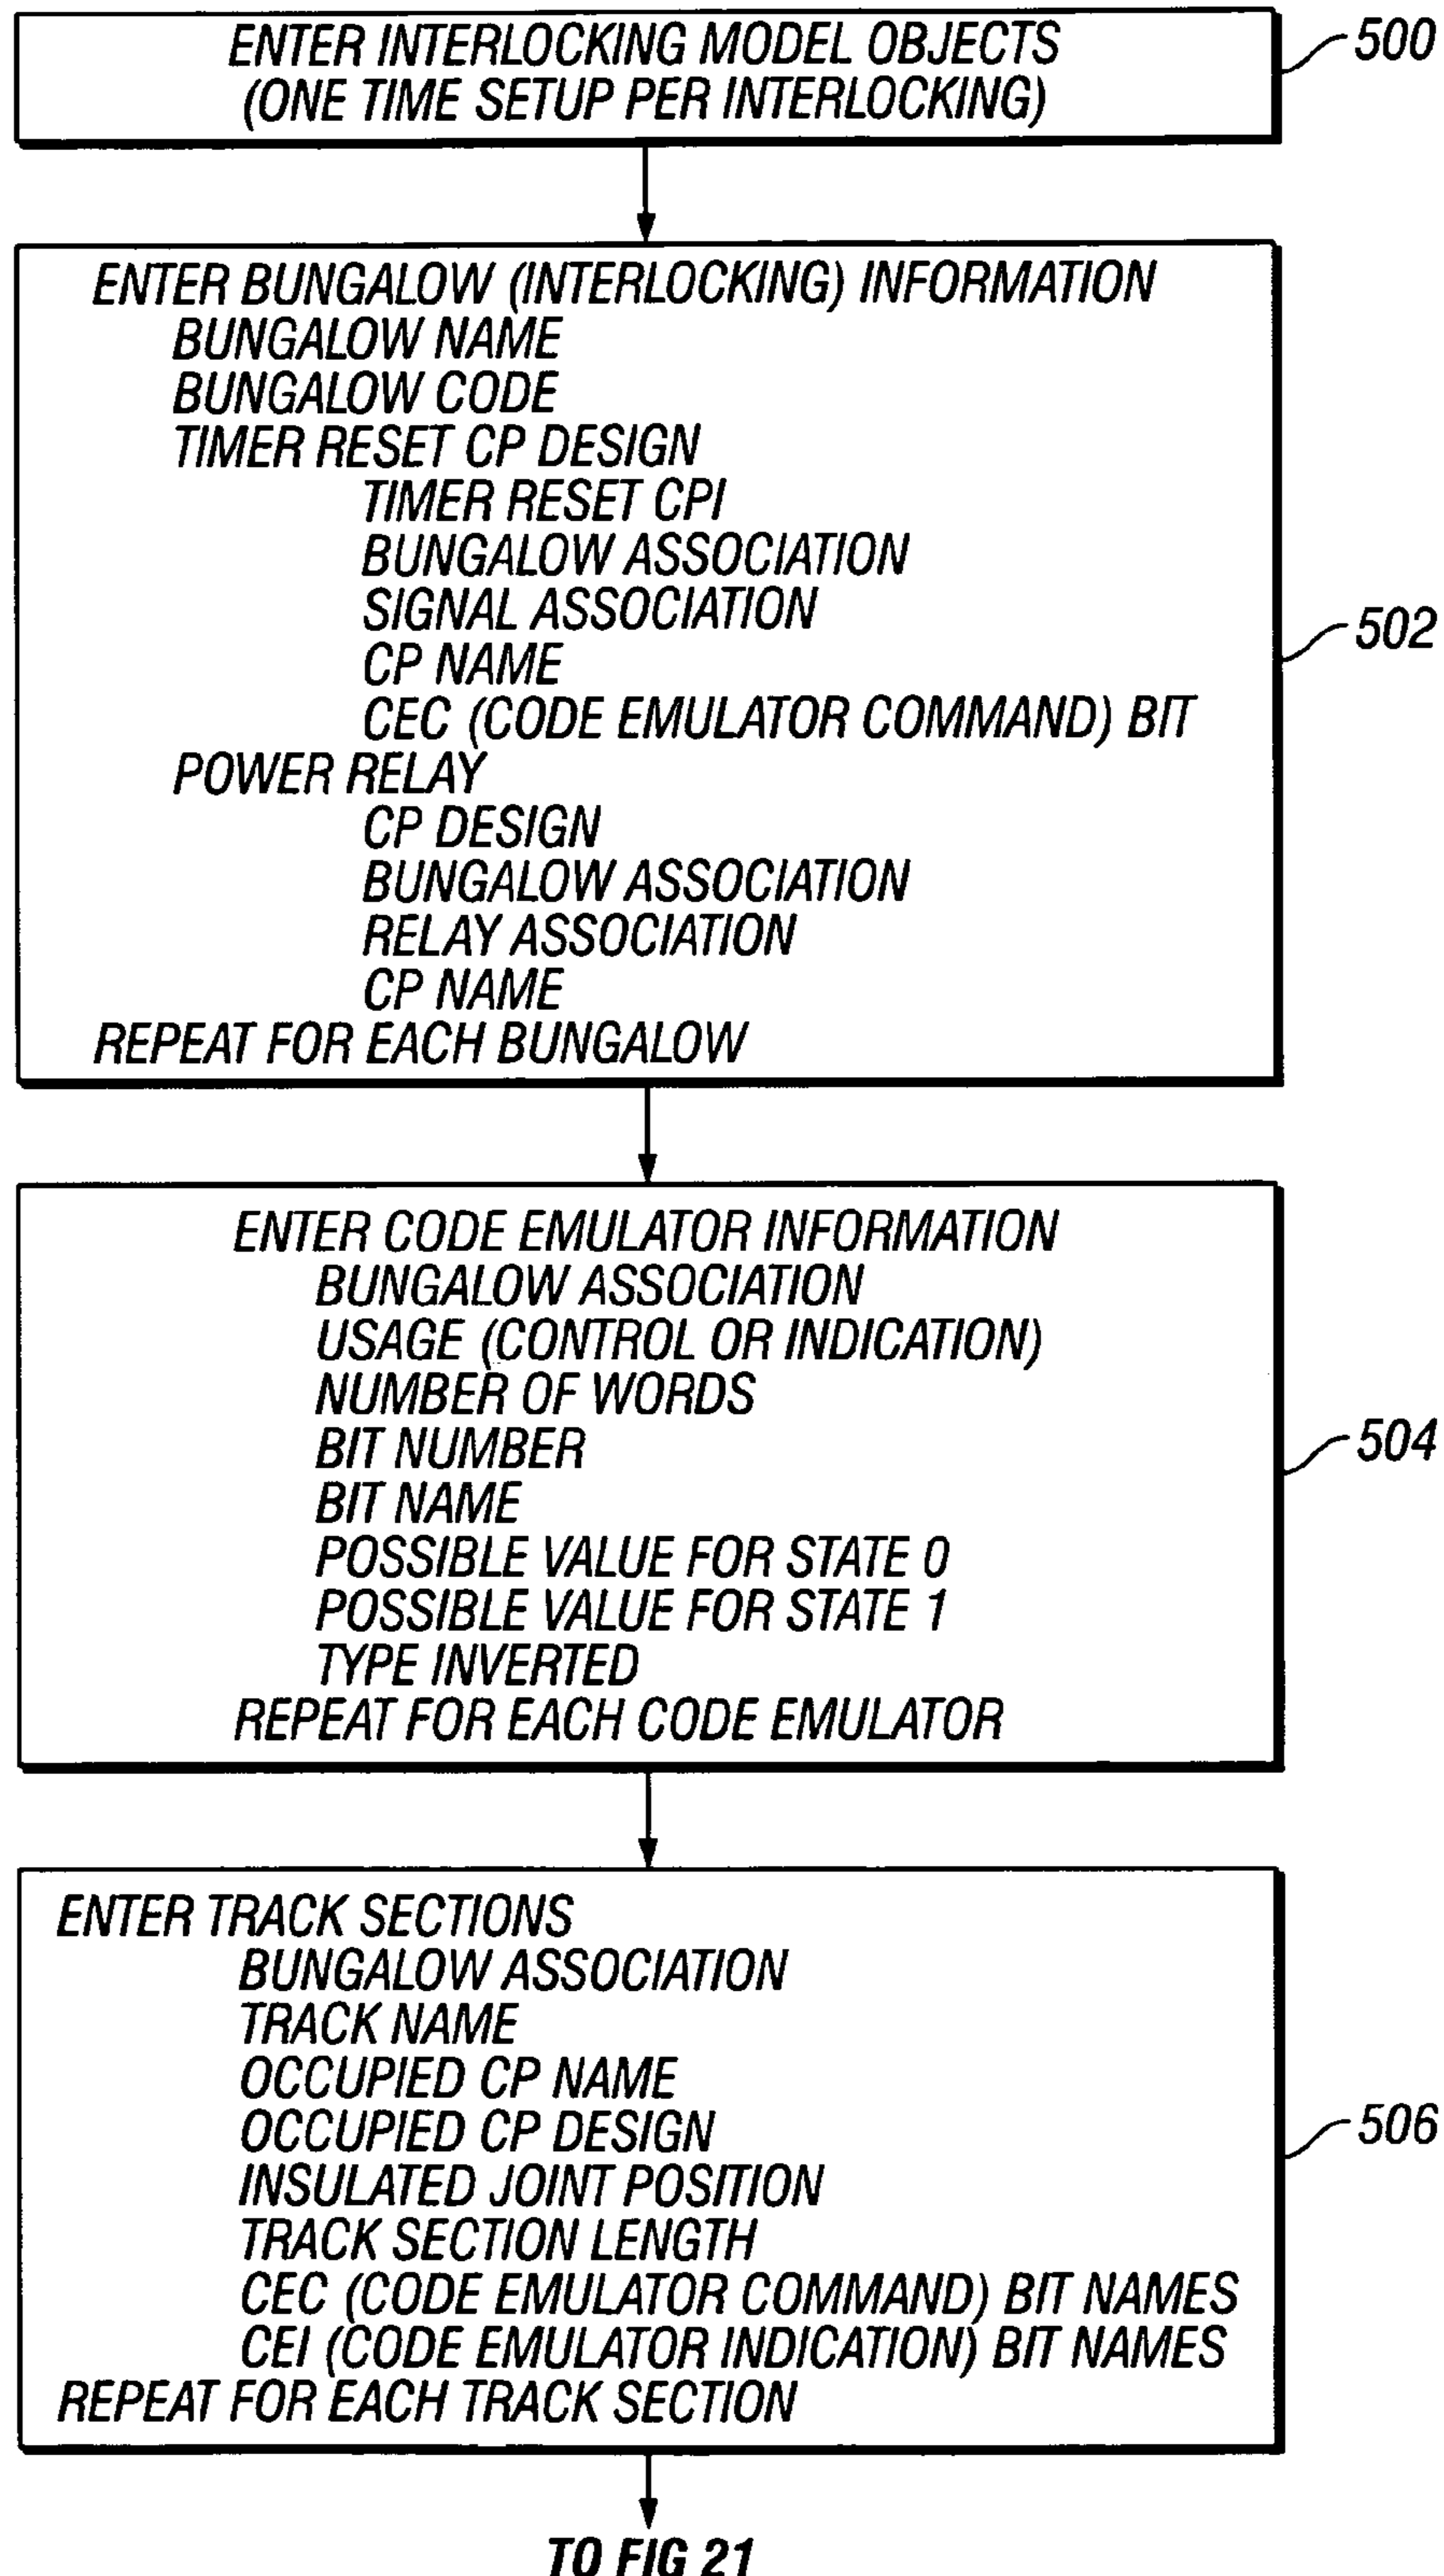 ENTER INTERLOCKING MODEL OBJECTS
(ONE TIME SETUP PER INTERLOCKING)
500
ENTER BUNGALOW (INTERLOCKING) INFORMATION
BUNGALOW NAME
BUNGALOW CODE
TIMER RESET CP DESIGN
TIMER RESET CPI
BUNGALOW ASSOCIATION
SIGNAL ASSOCIATION
CP NAME
CEC (CODE EMULATOR COMMAND) BIT
POWER RELAY
CP DESIGN
BUNGALOW ASSOCIATION
RELAY ASSOCIATION
CP NAME
REPEAT FOR EACH BUNGALOW
502
ENTER CODE EMULATOR INFORMATION
BUNGALOW ASSOCIATION
USAGE (CONTROL OR INDICATION)
NUMBER OF WORDS
BIT NUMBER
BIT NAME
POSSIBLE VALUE FOR STATE 0
POSSIBLE VALUE FOR STATE 1
TYPE INVERTED
REPEAT FOR EACH CODE EMULATOR
504
ENTER TRACK SECTIONS
BUNGALOW ASSOCIATION
TRACK NAME
OCCUPIED CP NAME
OCCUPIED CP DESIGN
INSULATED JOINT POSITION
TRACK SECTION LENGTH
CEC (CODE EMULATOR COMMAND) BIT NAMES
CEI (CODE EMULATOR INDICATION) BIT NAMES
REPEAT FOR EACH TRACK SECTION
506
TO FIG 21